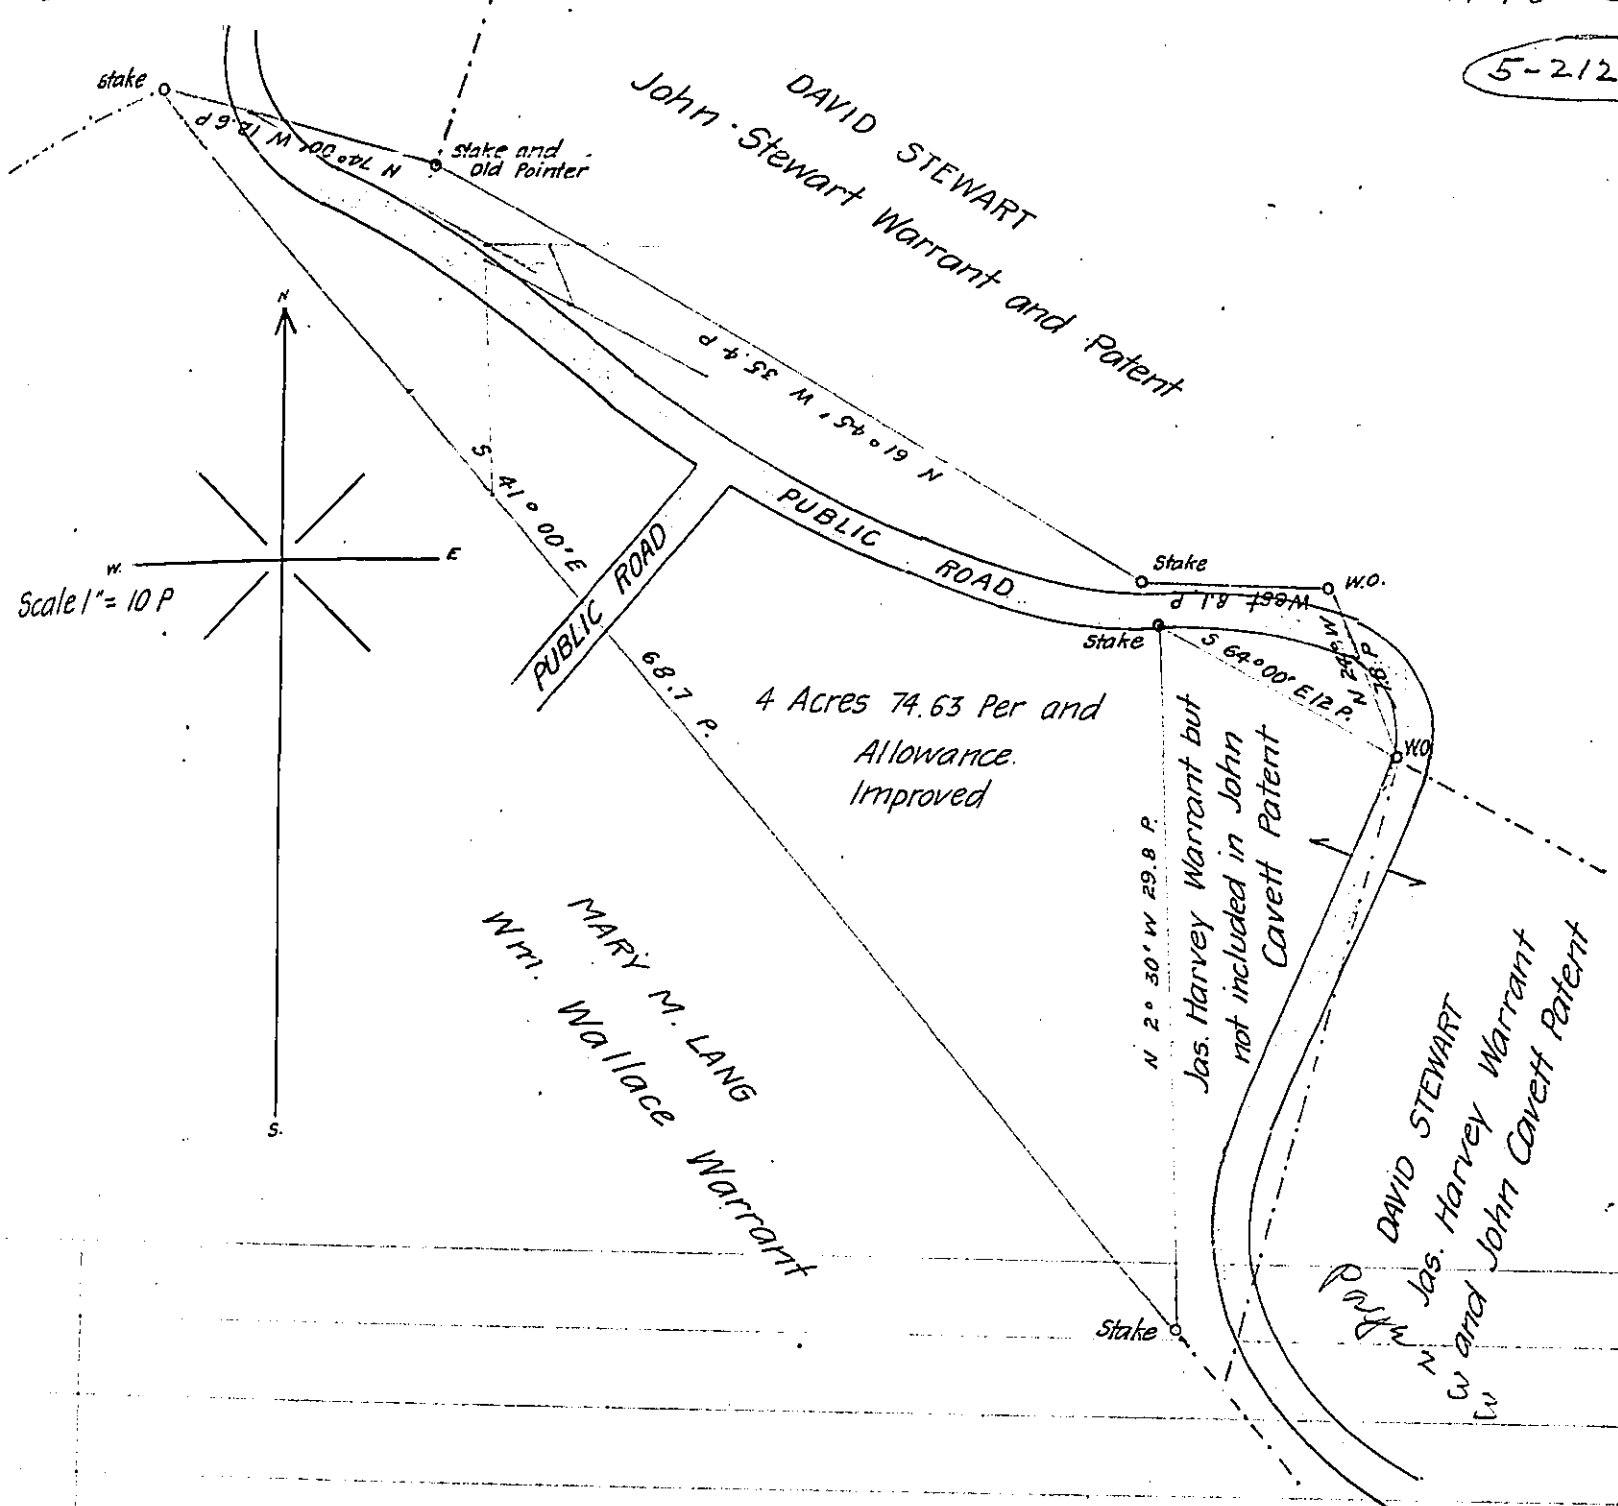 5-212
Stake
N 74° 00' W 12.6 P
Stake and
Old Pointer
DAVID STEWART
John Stewart Warrant and Patent
N
W.
E
S.
Scale 1" = 10 P
N 61° 45' W 35.4 P
S 41° 00' E
68.7 P.
PUBLIC ROAD
PUBLIC ROAD
Stake
W.O.
West 8.1 P
Stake
S 64° 00' E 12 P.
N 24° W
7.8 P.
W.O.
4 Acres 74.63 Per and
Allowance.
Improved
N 2° 30' W 29.8 P.
Jas. Harvey Warrant but
not included in John
Cavett Patent
MARY M. LANG
Wm. Wallace Warrant
DAVID STEWART
Jas. Harvey Warrant
and John Cavett Patent
Stake